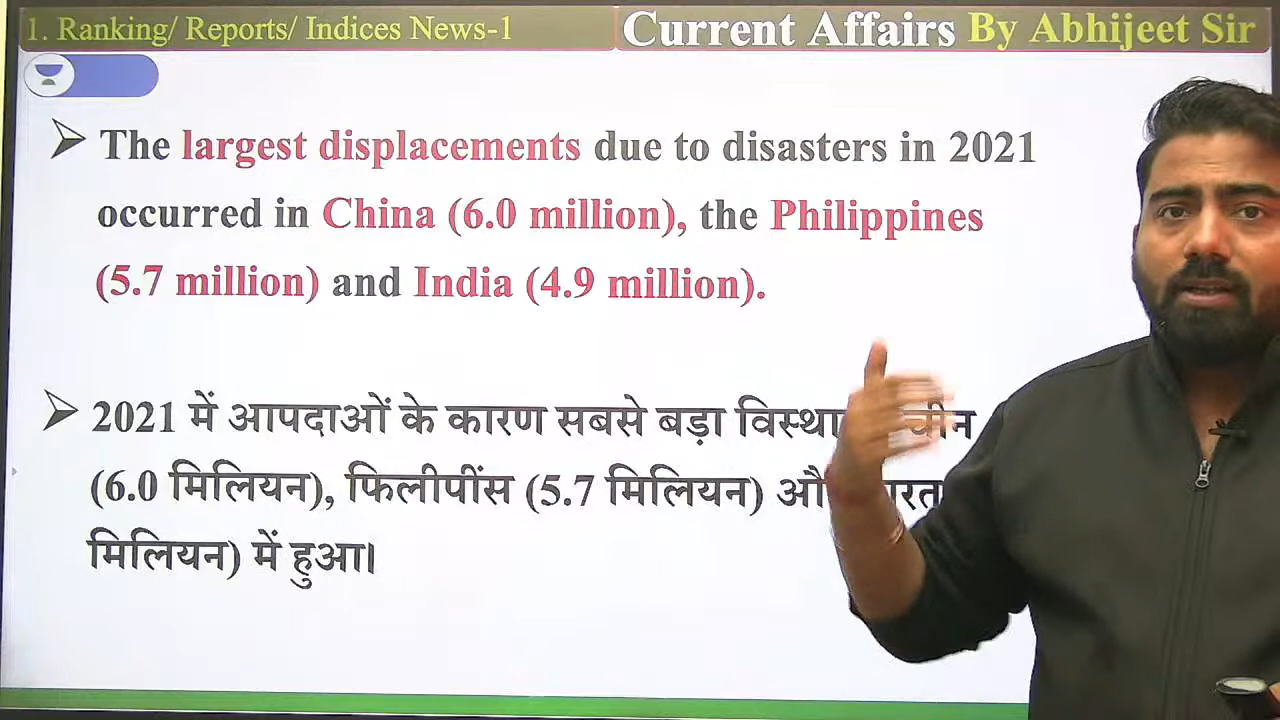 1. Ranking/ Reports/ Indices News-1
Current Affairs By Abhijeet Sir
The largest displacements due to disasters in 2021
occurred in China (6.0 million), the Philippines
(5.7 million) and India (4.9 million).
2021 में आपदाओं के कारण सबसे बड़ा चीन
(6.0 मिलियन), फिलीपींस (5.7 मिलियन)
मिलियन) में हुआ।